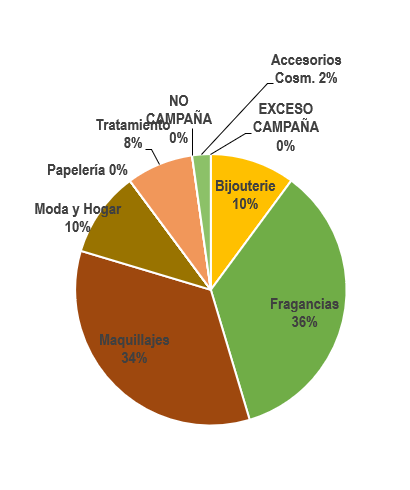 Accesorios
Cosm. 2%
NO
CAMPAÑA
0%
EXCESO
CAMPAÑA
0%
Tratamiento
8%
Papelería 0%
Bijouterie
10%
Moda y Hogar
10%
Fragancias
36%
Maquillajes
34%